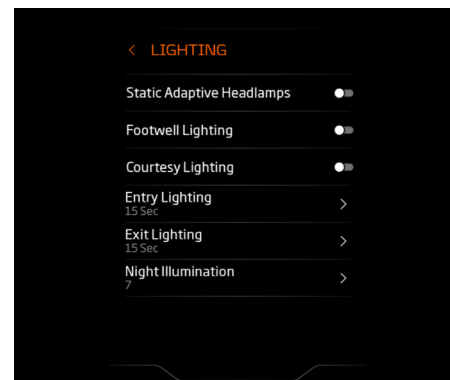 LIGHTING
Static Adaptive Headlamps
Footwell Lighting
Courtesy Lighting
Entry Lighting
15 Sec
Exit Lighting
15 Sec
Night Illumination
7